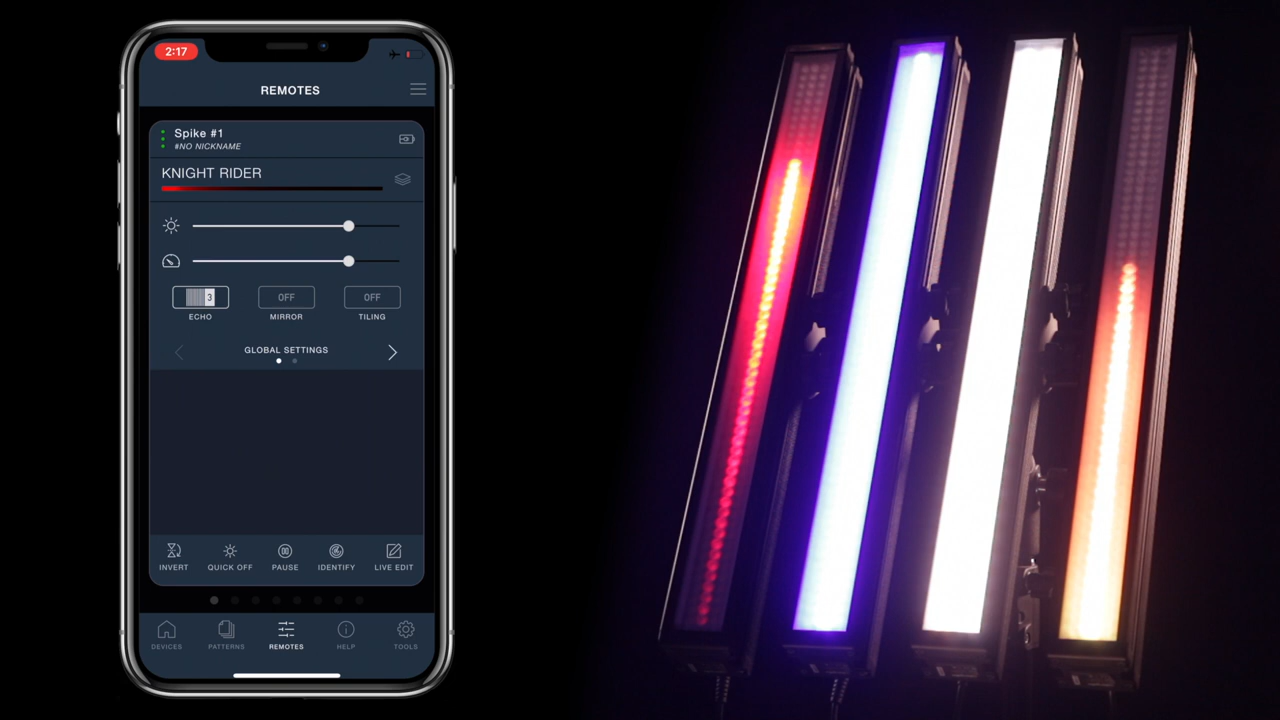 2:17
REMOTES
Spike #1
#NO NICKNAME
KNIGHT RIDER
3
OFF
OFF
ECHO
MIRROR
TILING
GLOBAL SETTINGS
INVERT
QUICK OFF
PAUSE
IDENTIFY
LIVE EDIT
DEVICES
PATTERNS
REMOTES
HELP
TOOLS